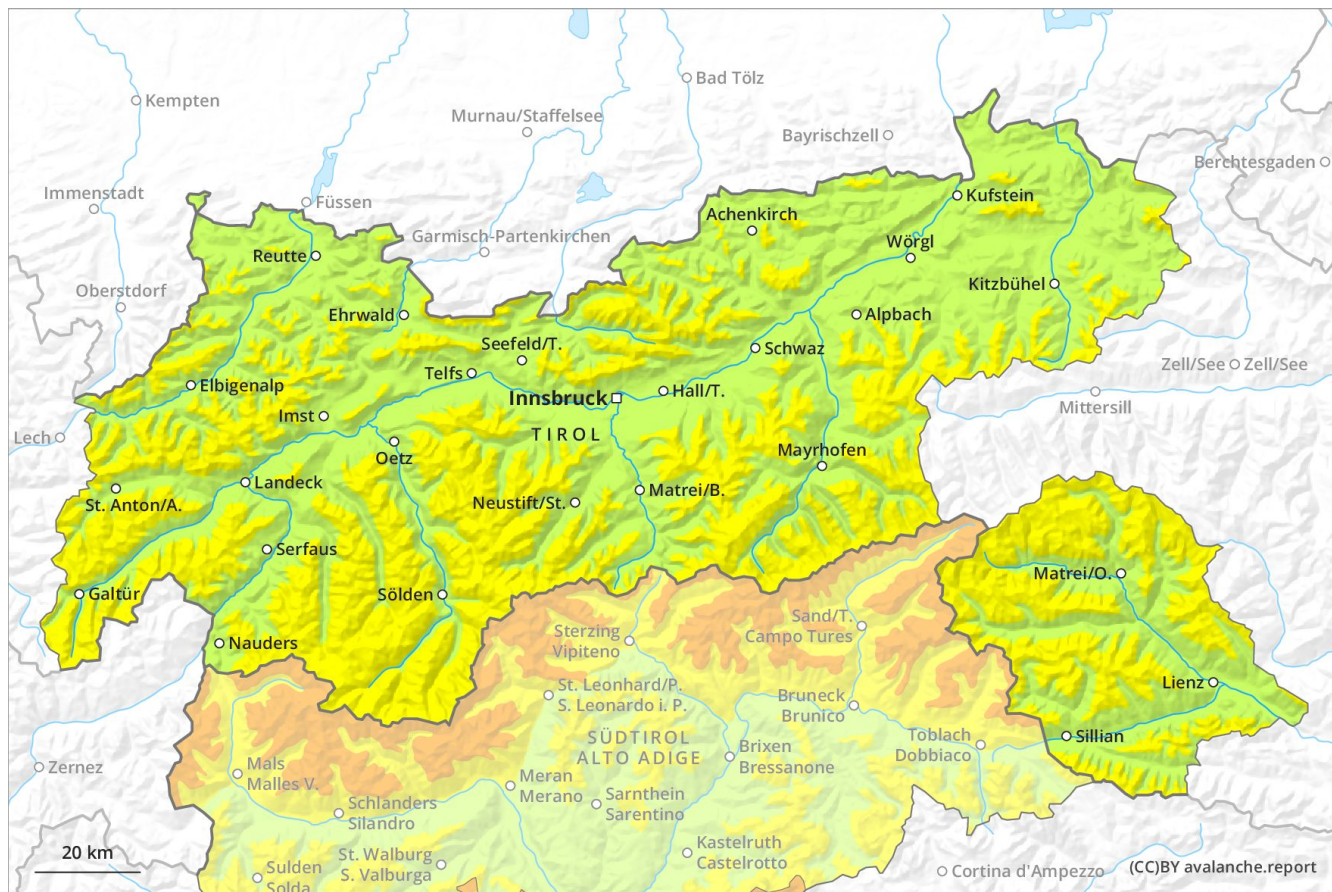 Kempten
Bad Tölz
Murnau/Staffelsee
Bayrischzell
Berchtesgaden
Immenstadt
Füssen
Kufstein
Achenkirch
Garmisch-Partenkirchen
Wörgl
Reutte
Oberstdorf
Kitzbühel
Ehrwald
Alpbach
Seefeld/T.
Schwaz
Zell/See
Zell/See
Telfs
Elbigenalp
Hall/T.
Innsbruck
Mittersill
Imst
TIROL
Lech
Mayrhofen
Oetz
Landeck
Matrei/B.
St. Anton/A.
Neustift/St.
Serfaus
Matrei/O.
Galtür
Sölden
Sand/T.
Campo Tures
Sterzing
Vipiteno
Nauders
Lienz
St. Leonhard/P.
S. Leonardo i. P.
Bruneck
Brunico
Sillian
SÜDTIROL
ALTO ADIGE
Toblach
Dobbiaco
Brixen
Bressanone
Zernez
Mals
Malles V.
Meran
Merano
Sarnthein
Sarentino
Schlanders
Silandro
Kastelruth
Castelrotto
20 km
St. Walburg
S. Valburga
Sulden
Solda
Cortina d'Ampezzo
(CC)BY avalanche.report